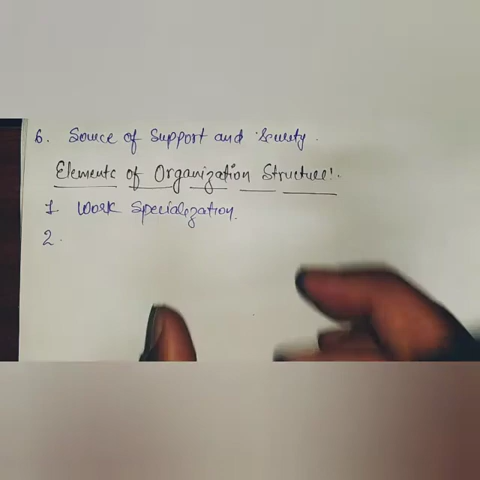 6. Source of Support and Security.
Elements of Organization Structure:.
1 Work Specialization.
2.